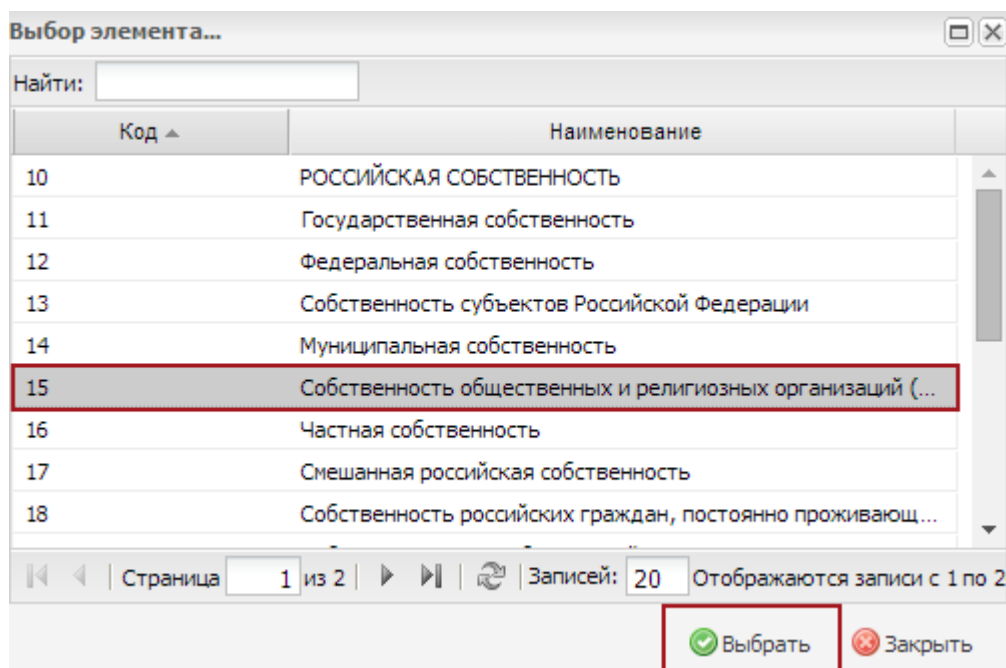 Выбор элемента...
Найти:
Код Наименование
10 РОССИЙСКАЯ СОБСТВЕННОСТЬ
11 Государственная собственность
12 Федеральная собственность
13 Собственность субъектов Российской Федерации
14 Муниципальная собственность
15 Собственность общественных и религиозных организаций (...
16 Частная собственность
17 Смешанная российская собственность
18 Собственность российских граждан, постоянно проживающ...
Страница 1 из 2 Записей: 20 Отображаются записи с 1 по 2
Выбрать Закрыть